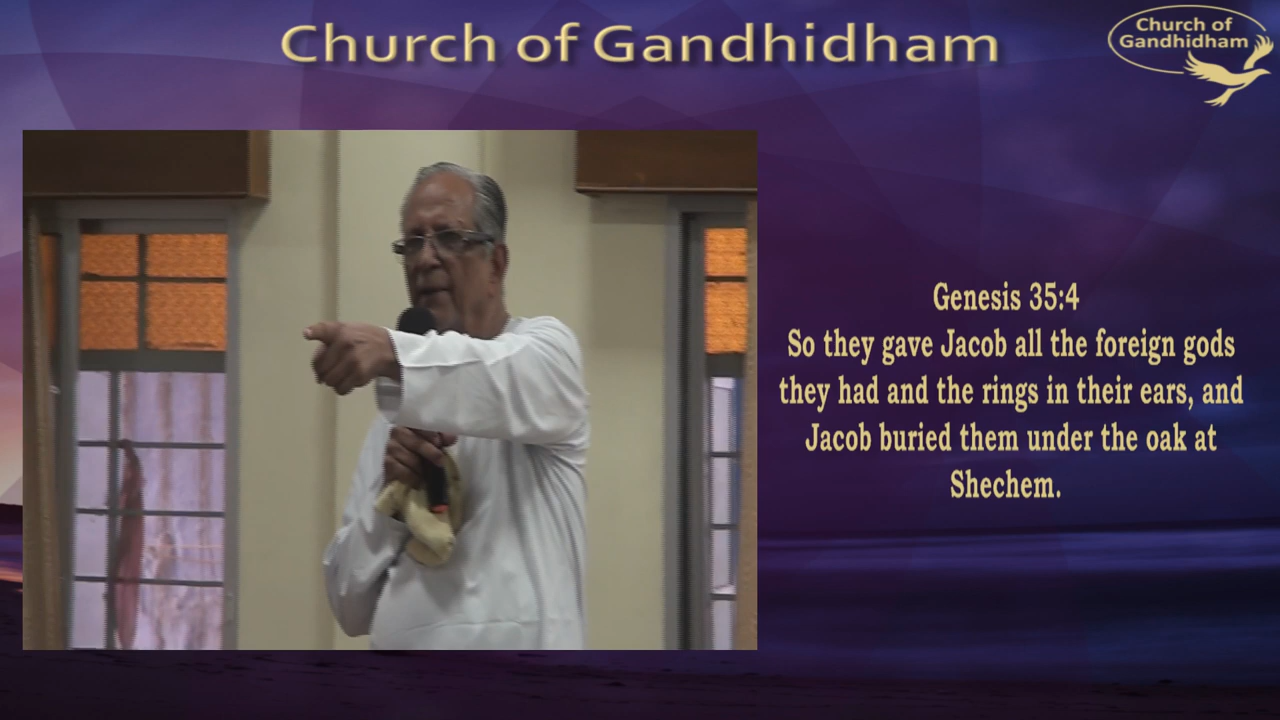 Church of Gandhidham
Church of
Gandhidham
Genesis 35:4
So they gave Jacob all the foreign gods
they had and the rings in their ears, and
Jacob buried them under the oak at
Shechem.